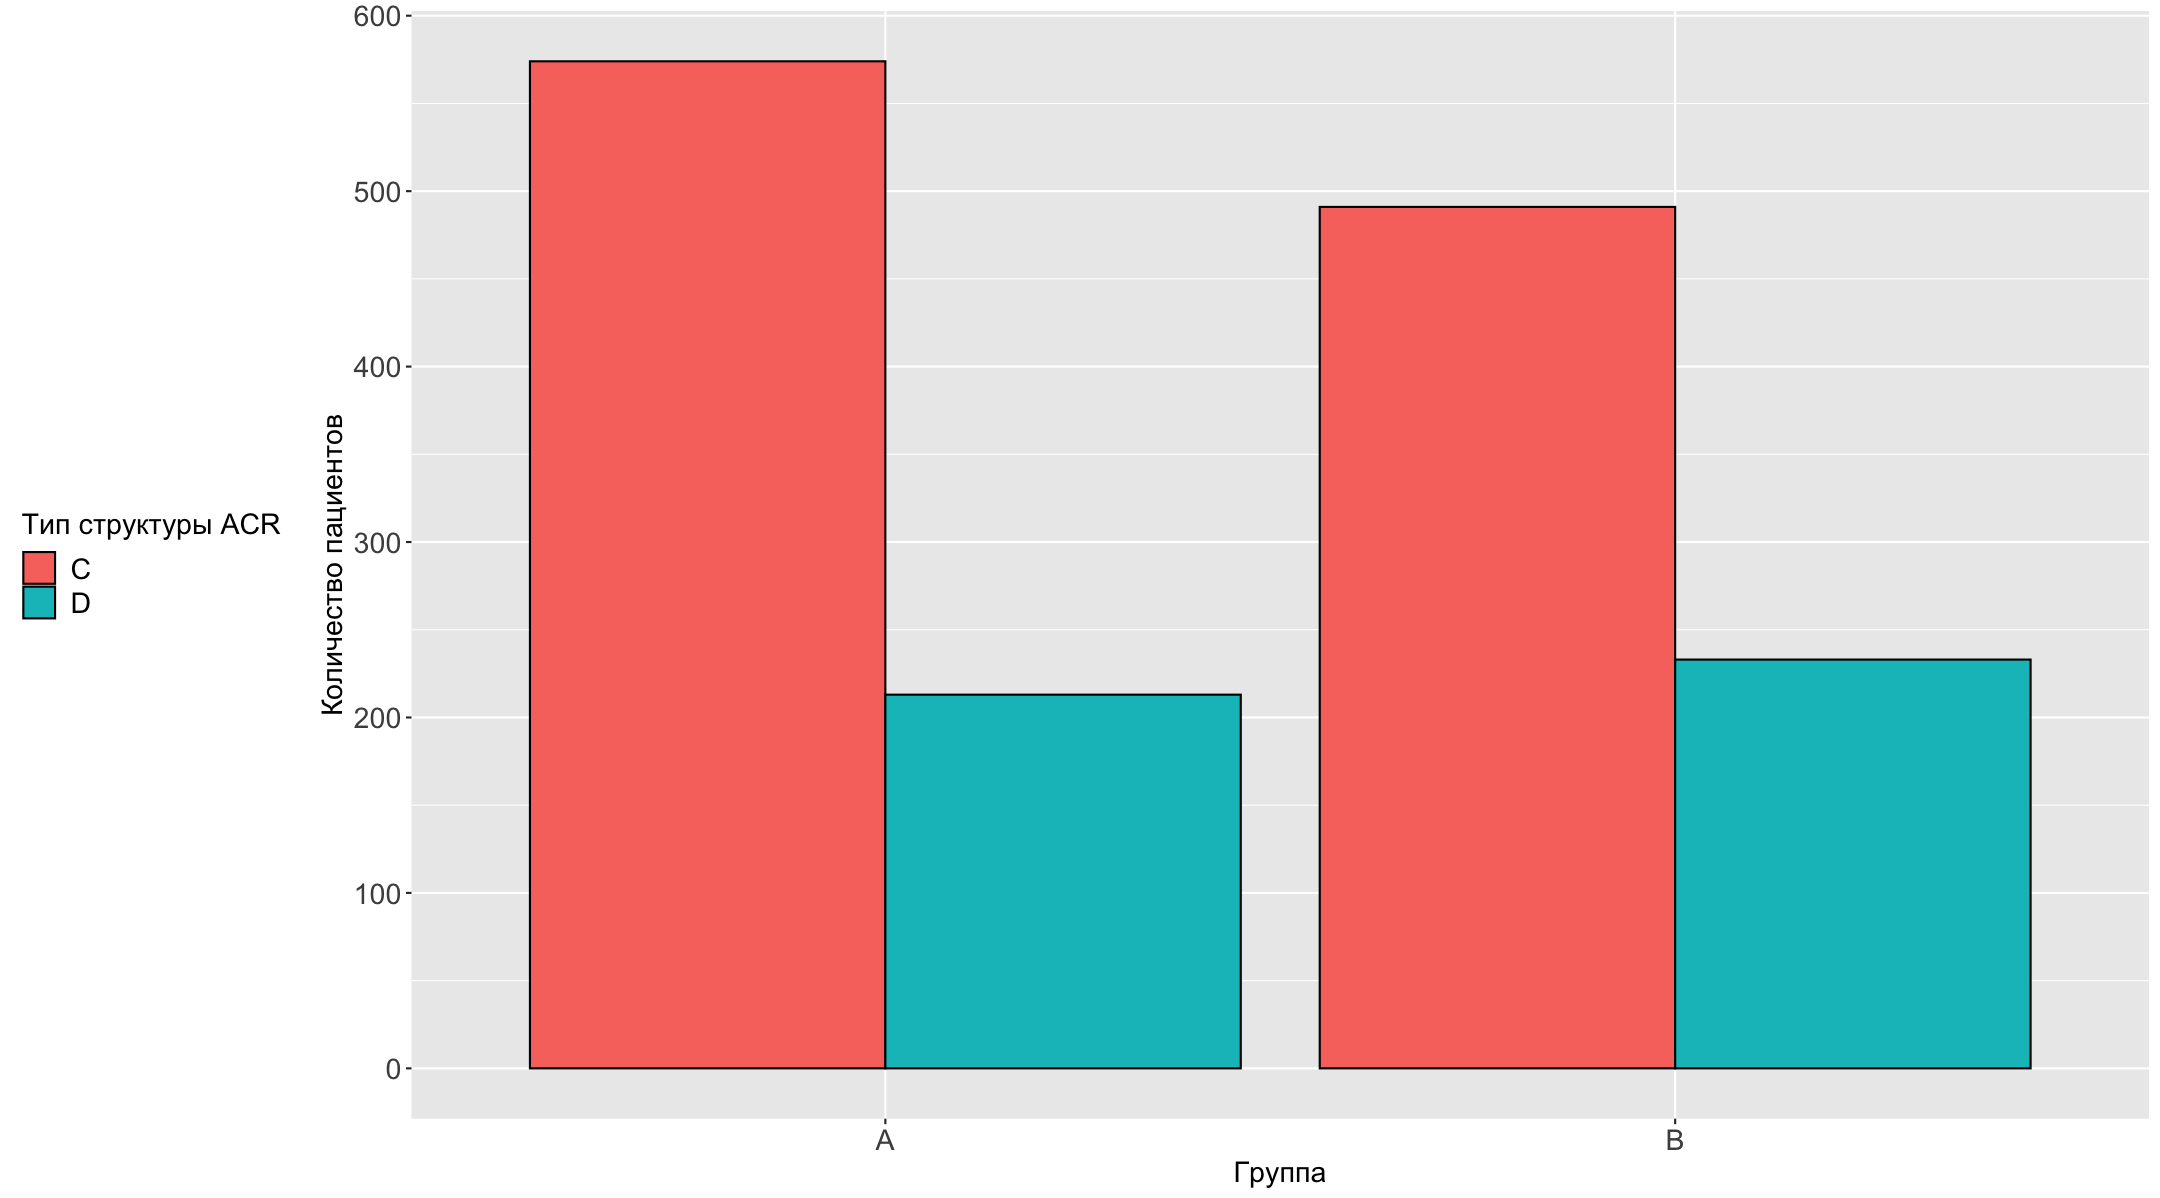 Тип структуры ACR
C
D
Количество пациентов
600
500
400
300
200
100
0
A
B
Группа